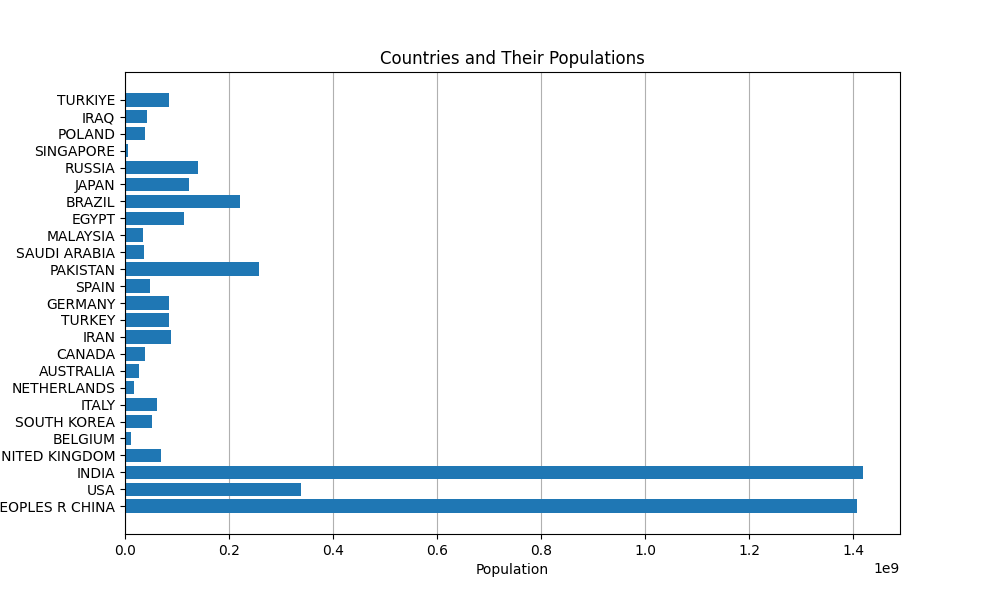 Countries and Their Populations
TURKIYE
IRAQ
POLAND
SINGAPORE
RUSSIA
JAPAN
BRAZIL
EGYPT
MALAYSIA
SAUDI ARABIA
PAKISTAN
SPAIN
GERMANY
TURKEY
IRAN
CANADA
AUSTRALIA
NETHERLANDS
ITALY
SOUTH KOREA
BELGIUM
NITED KINGDOM
INDIA
USA
EOPLES R CHINA
0.0 0.2 0.4 0.6 0.8 1.0 1.2 1.4
Population
1e9